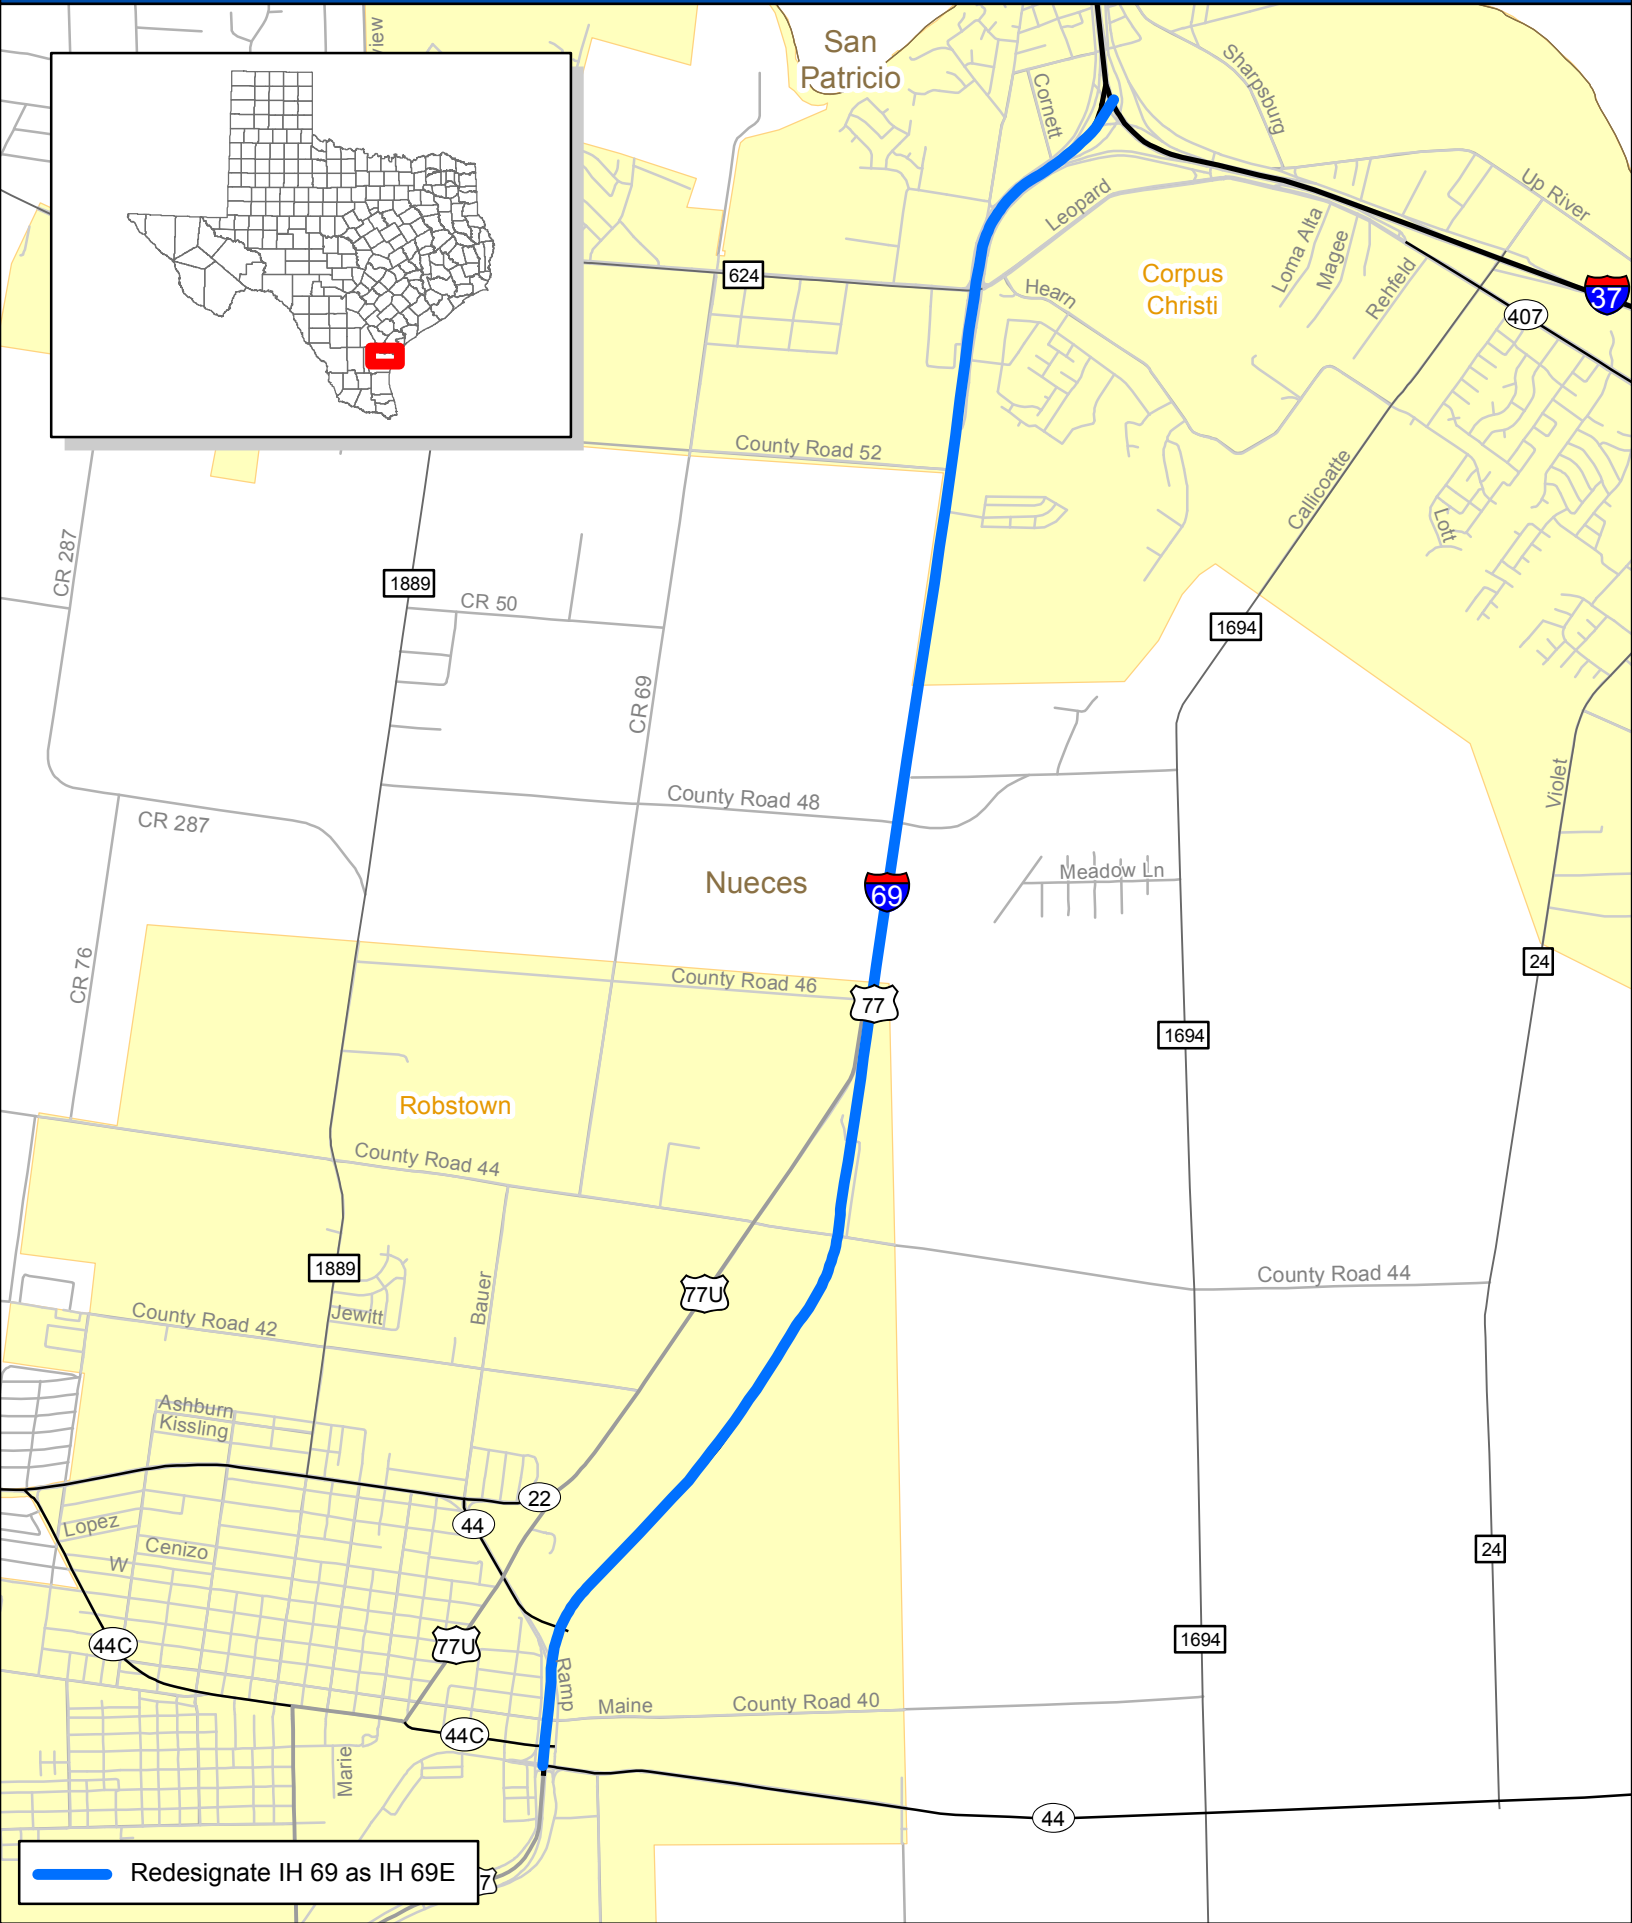 view
San
Patricio
Cornett
Sharpsburg
Up River
Leopard
Loma Alta
Magee
Rehfeld
Corpus
Christi
Hearn
624
37
407
County Road 52
Callicoatte
Lott
CR 287
1889
CR 50
1694
CR 69
Violet
County Road 48
CR 287
Nueces
69
Meadow Ln
CR 76
County Road 46
77
24
1694
Robstown
County Road 44
1889
Jewitt
Bauer
77U
County Road 44
County Road 42
Ashburn
Kissling
22
44
Lopez
Cenizo
W
24
44C
77U
1694
Ramp
Maine
County Road 40
44C
Marie
44
Redesignate IH 69 as IH 69E
7